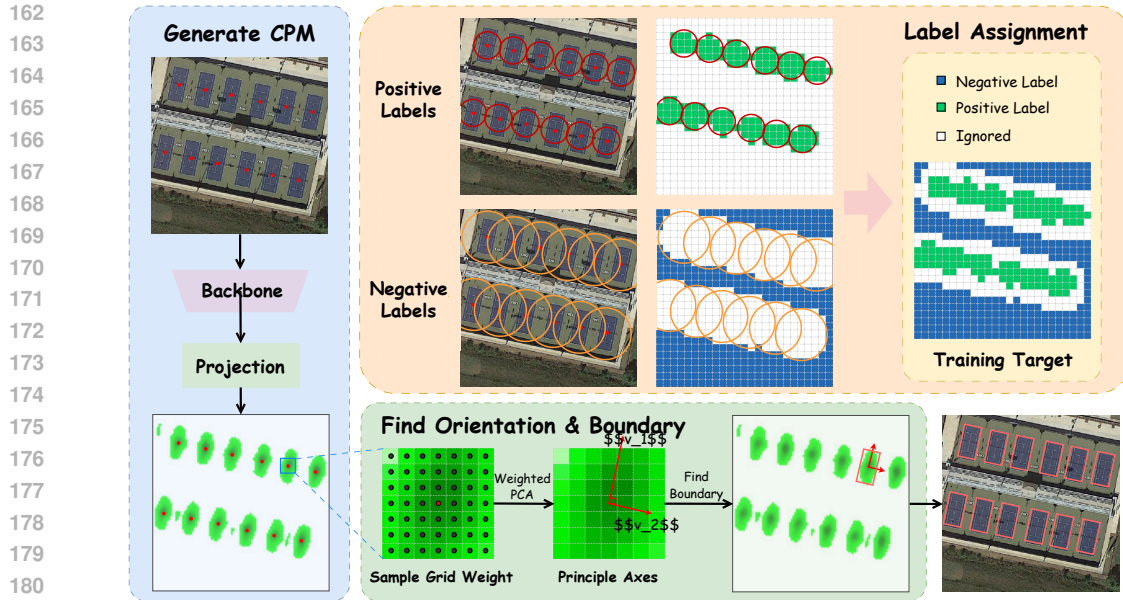 162
163
164
165
166
167
168
169
170
171
172
173
174
175
176
177
178
179
180
Generate CPM
Backbone
Projection
Positive
Labels
Negative
Labels
Label Assignment
Negative Label
Positive Label
Ignored
Training Target
Find Orientation & Boundary
$$v_1$$
Weighted
PCA
$$v_2$$
Find
Boundary
Sample Grid Weight
Principle Axes